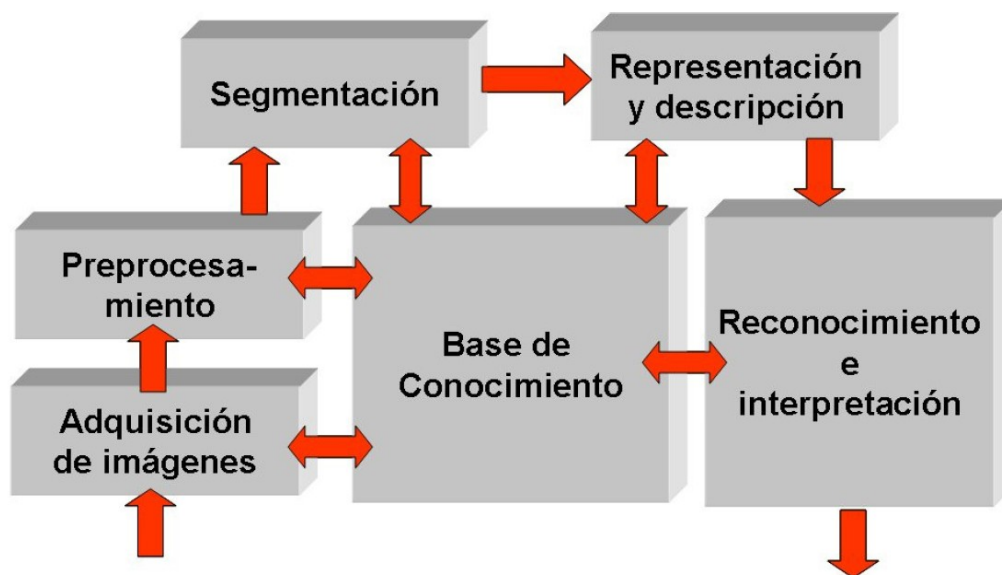 Segmentación
Representación
y descripción
Preprocesa-
miento
Base de
Conocimiento
Reconocimiento
e
interpretación
Adquisición
de imágenes